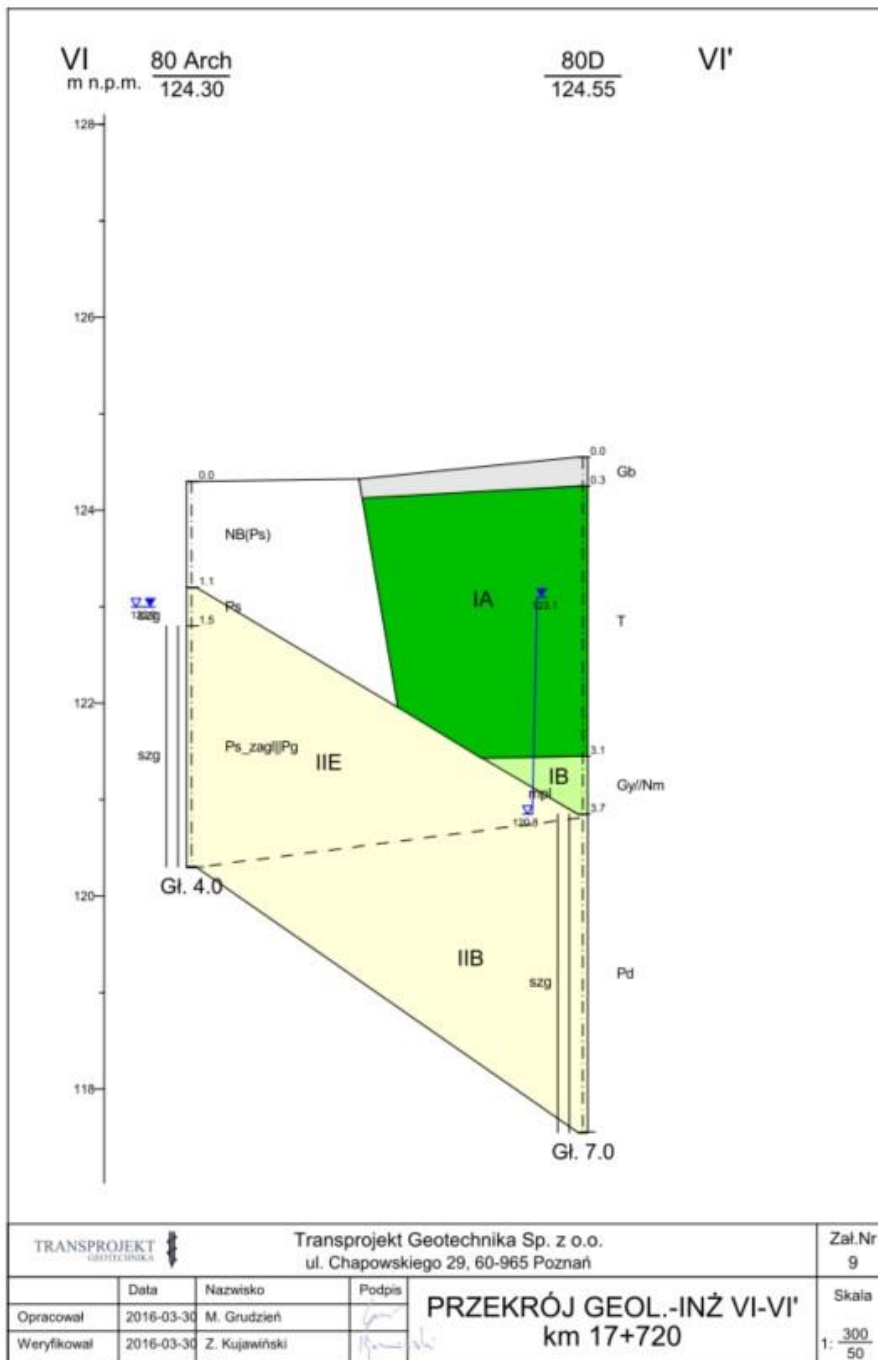 VI 80 Arch 80D VI'
m n.p.m. 124.30 124.55
128
126
0.0
0.0
Gb
0.3
124
NB(Ps)
1.1
IA
123.1
Ps
szg
1.5
T
122
szg
Ps_zagl||Pg
IIE
3.1
IB
Gy//Nm
mpl
3.7
120.8
120
Gł. 4.0
IIB
szg
Pd
118
Gł. 7.0
TRANSPROJEKT
GEOTECHNIKA
Transprojekt Geotechnika Sp. z o.o.
ul. Chapowskiego 29, 60-965 Poznań
Zał.Nr
9
Data Nazwisko Podpis
Opracował 2016-03-30 M. Grudzień
Weryfikował 2016-03-30 Z. Kujawiński
PRZEKRÓJ GEOL.-INŻ VI-VI'
km 17+720
Skala
1: 300
50